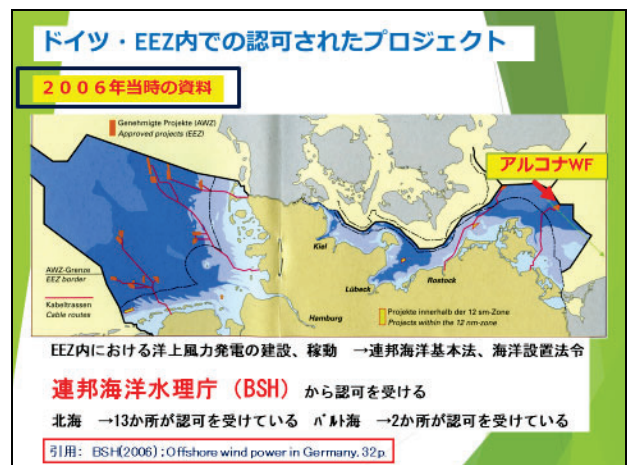 ドイツ・EEZ内での認可されたプロジェクト
２００６年当時の資料
Genehmigte Projekte (AWZ)
Approved projects (EEZ)
アルコナWF
Kiel
AWZ-Grenze
EEZ border
Lübeck
Rostock
Kabeltrassen
Cable routes
Hamburg
Projekte innerhalb der 12 sm-Zone
Projects within the 12 nm-zone
EEZ内における洋上風力発電の建設、稼動　→連邦海洋基本法、海洋設置法令
連邦海洋水理庁（BSH）から認可を受ける
北海　→13か所が認可を受けている　ﾊﾞﾙﾄ海　→2か所が認可を受けている
引用： BSH(2006):Offshore wind power in Germany. 32p.